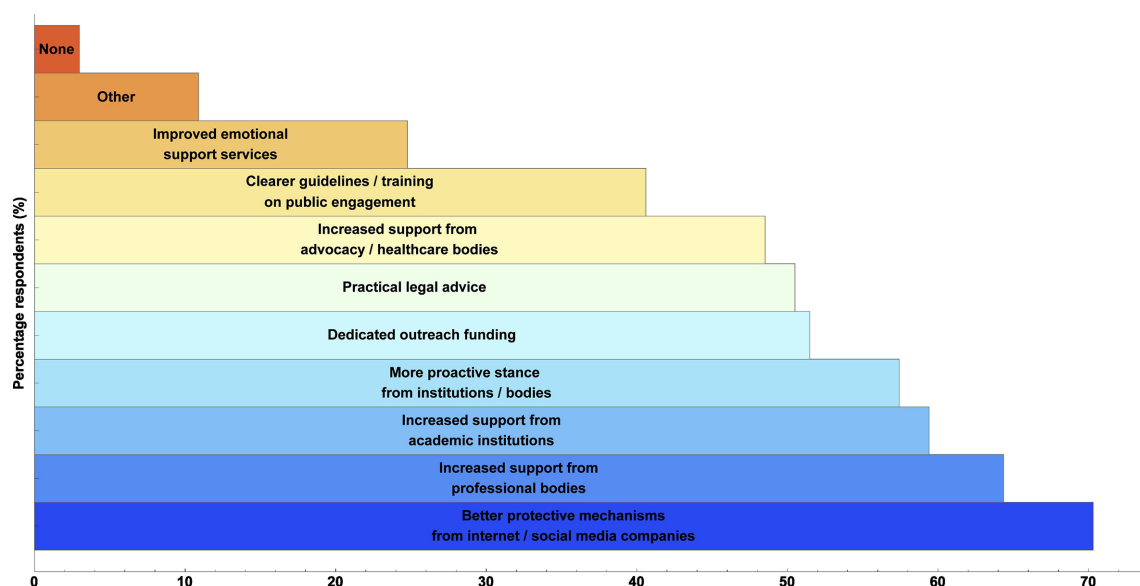 None
Other
Improved emotional
support services
Clearer guidelines / training
on public engagement
Increased support from
advocacy / healthcare bodies
Practical legal advice
Dedicated outreach funding
More proactive stance
from institutions / bodies
Increased support from
academic institutions
Increased support from
professional bodies
Better protective mechanisms
from internet / social media companies
Percentage respondents (%)
0 10 20 30 40 50 60 70